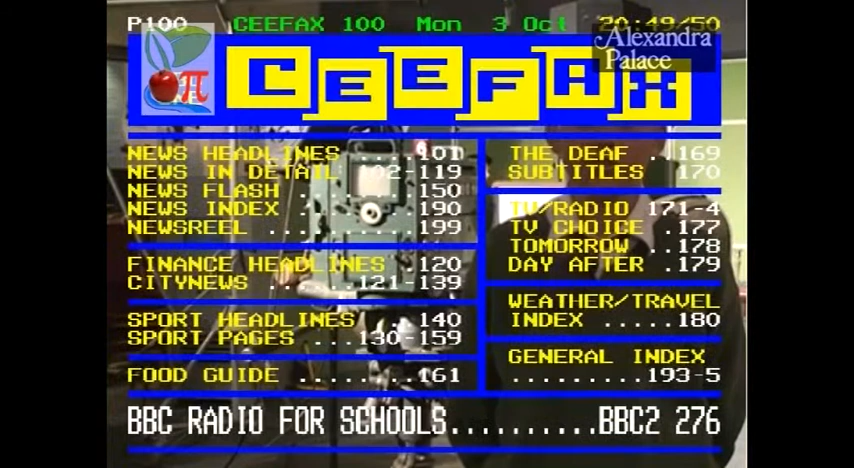 P100 CEEFAX 100 Mon 3 Oct 20:49/50
Alexandra
Palace
π
CEEFAX
NEWS HEADLINES ....101
NEWS IN DETAIL 102-119
NEWS FLASH ........150
NEWS INDEX ........190
NEWSREEL ..........199
FINANCE HEADLINES .120
CITYNEWS ......121-139
SPORT HEADLINES ...140
SPORT PAGES ...130-159
FOOD GUIDE ........161
THE DEAF ..169
SUBTITLES 170
TV/RADIO 171-4
TV CHOICE .177
TOMORROW ..178
DAY AFTER .179
WEATHER/TRAVEL
INDEX .....180
GENERAL INDEX
.........193-5
BBC RADIO FOR SCHOOLS..........BBC2 276